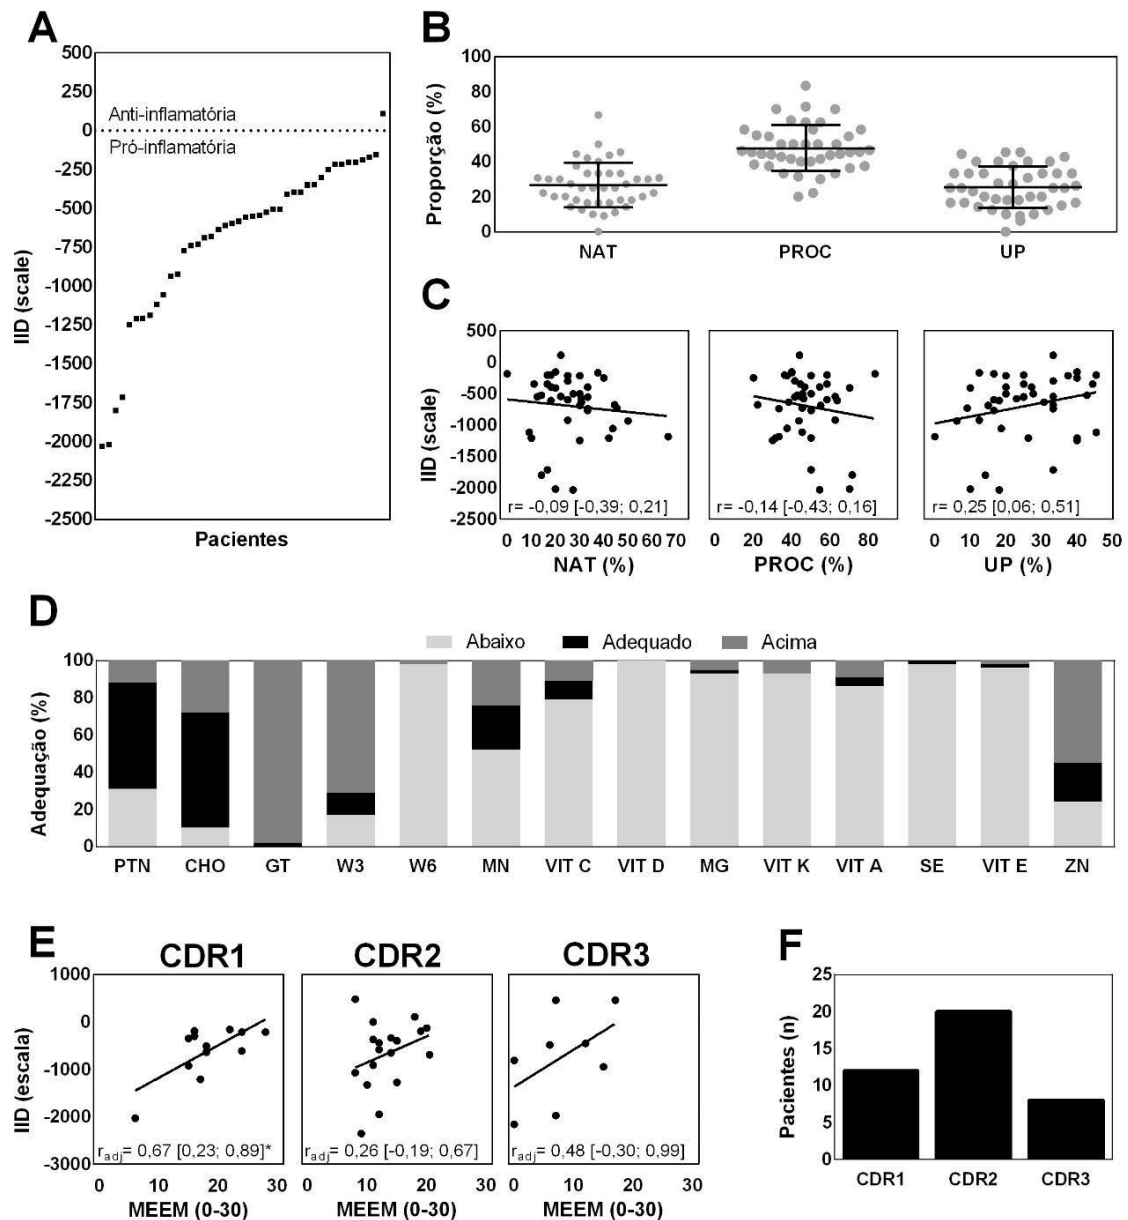 A
500
250
0
-250
-500
-750
-1000
-1250
-1500
-1750
-2000
-2250
-2500
IID (scale)
Anti-inflamatória
Pró-inflamatória
Pacientes
B
100
80
60
40
20
0
Proporção (%)
NAT PROC UP
C
500
0
-500
-1000
-1500
-2000
-2500
IID (scale)
r= -0,09 [-0,39; 0,21]
r= -0,14 [-0,43; 0,16]
r= 0,25 [0,06; 0,51]
0 10 20 30 40 50 60 70
0 20 40 60 80
0 10 20 30 40 50
NAT (%) PROC (%) UP (%)
D
Abaixo Adequado Acima
100
80
60
40
20
0
Adequação (%)
PTN CHO GT W3 W6 MN VIT C VIT D MG VIT K VIT A SE VIT E ZN
E
CDR1 CDR2 CDR3
1000
0
-1000
-2000
-3000
IID (escala)
radj= 0,67 [0,23; 0,89]*
radj= 0,26 [-0,19; 0,67]
radj= 0,48 [-0,30; 0,99]
0 10 20 30
0 10 20 30
0 10 20 30
MEEM (0-30) MEEM (0-30) MEEM (0-30)
F
25
20
15
10
5
0
Pacientes (n)
CDR1 CDR2 CDR3